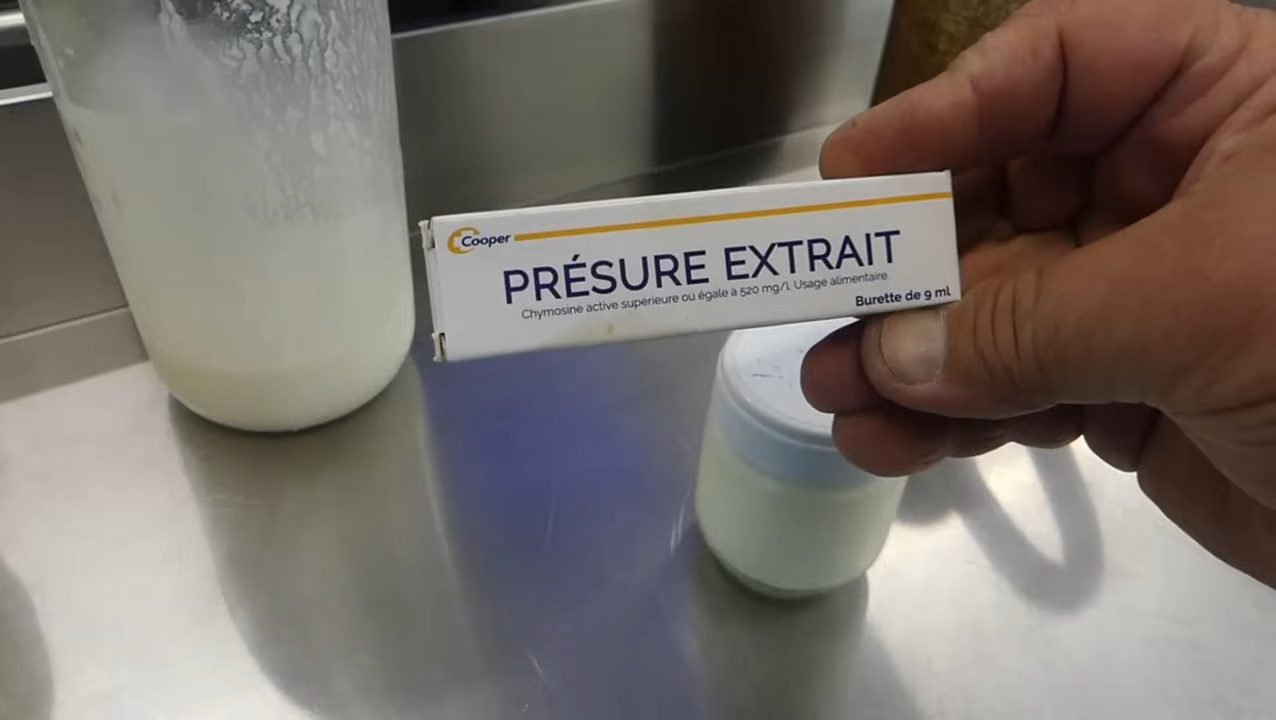 Cooper
PRÉSURE EXTRAIT
Chymosine active supérieure ou égale à 520 mg/l. Usage alimentaire.
Burette de 9 ml